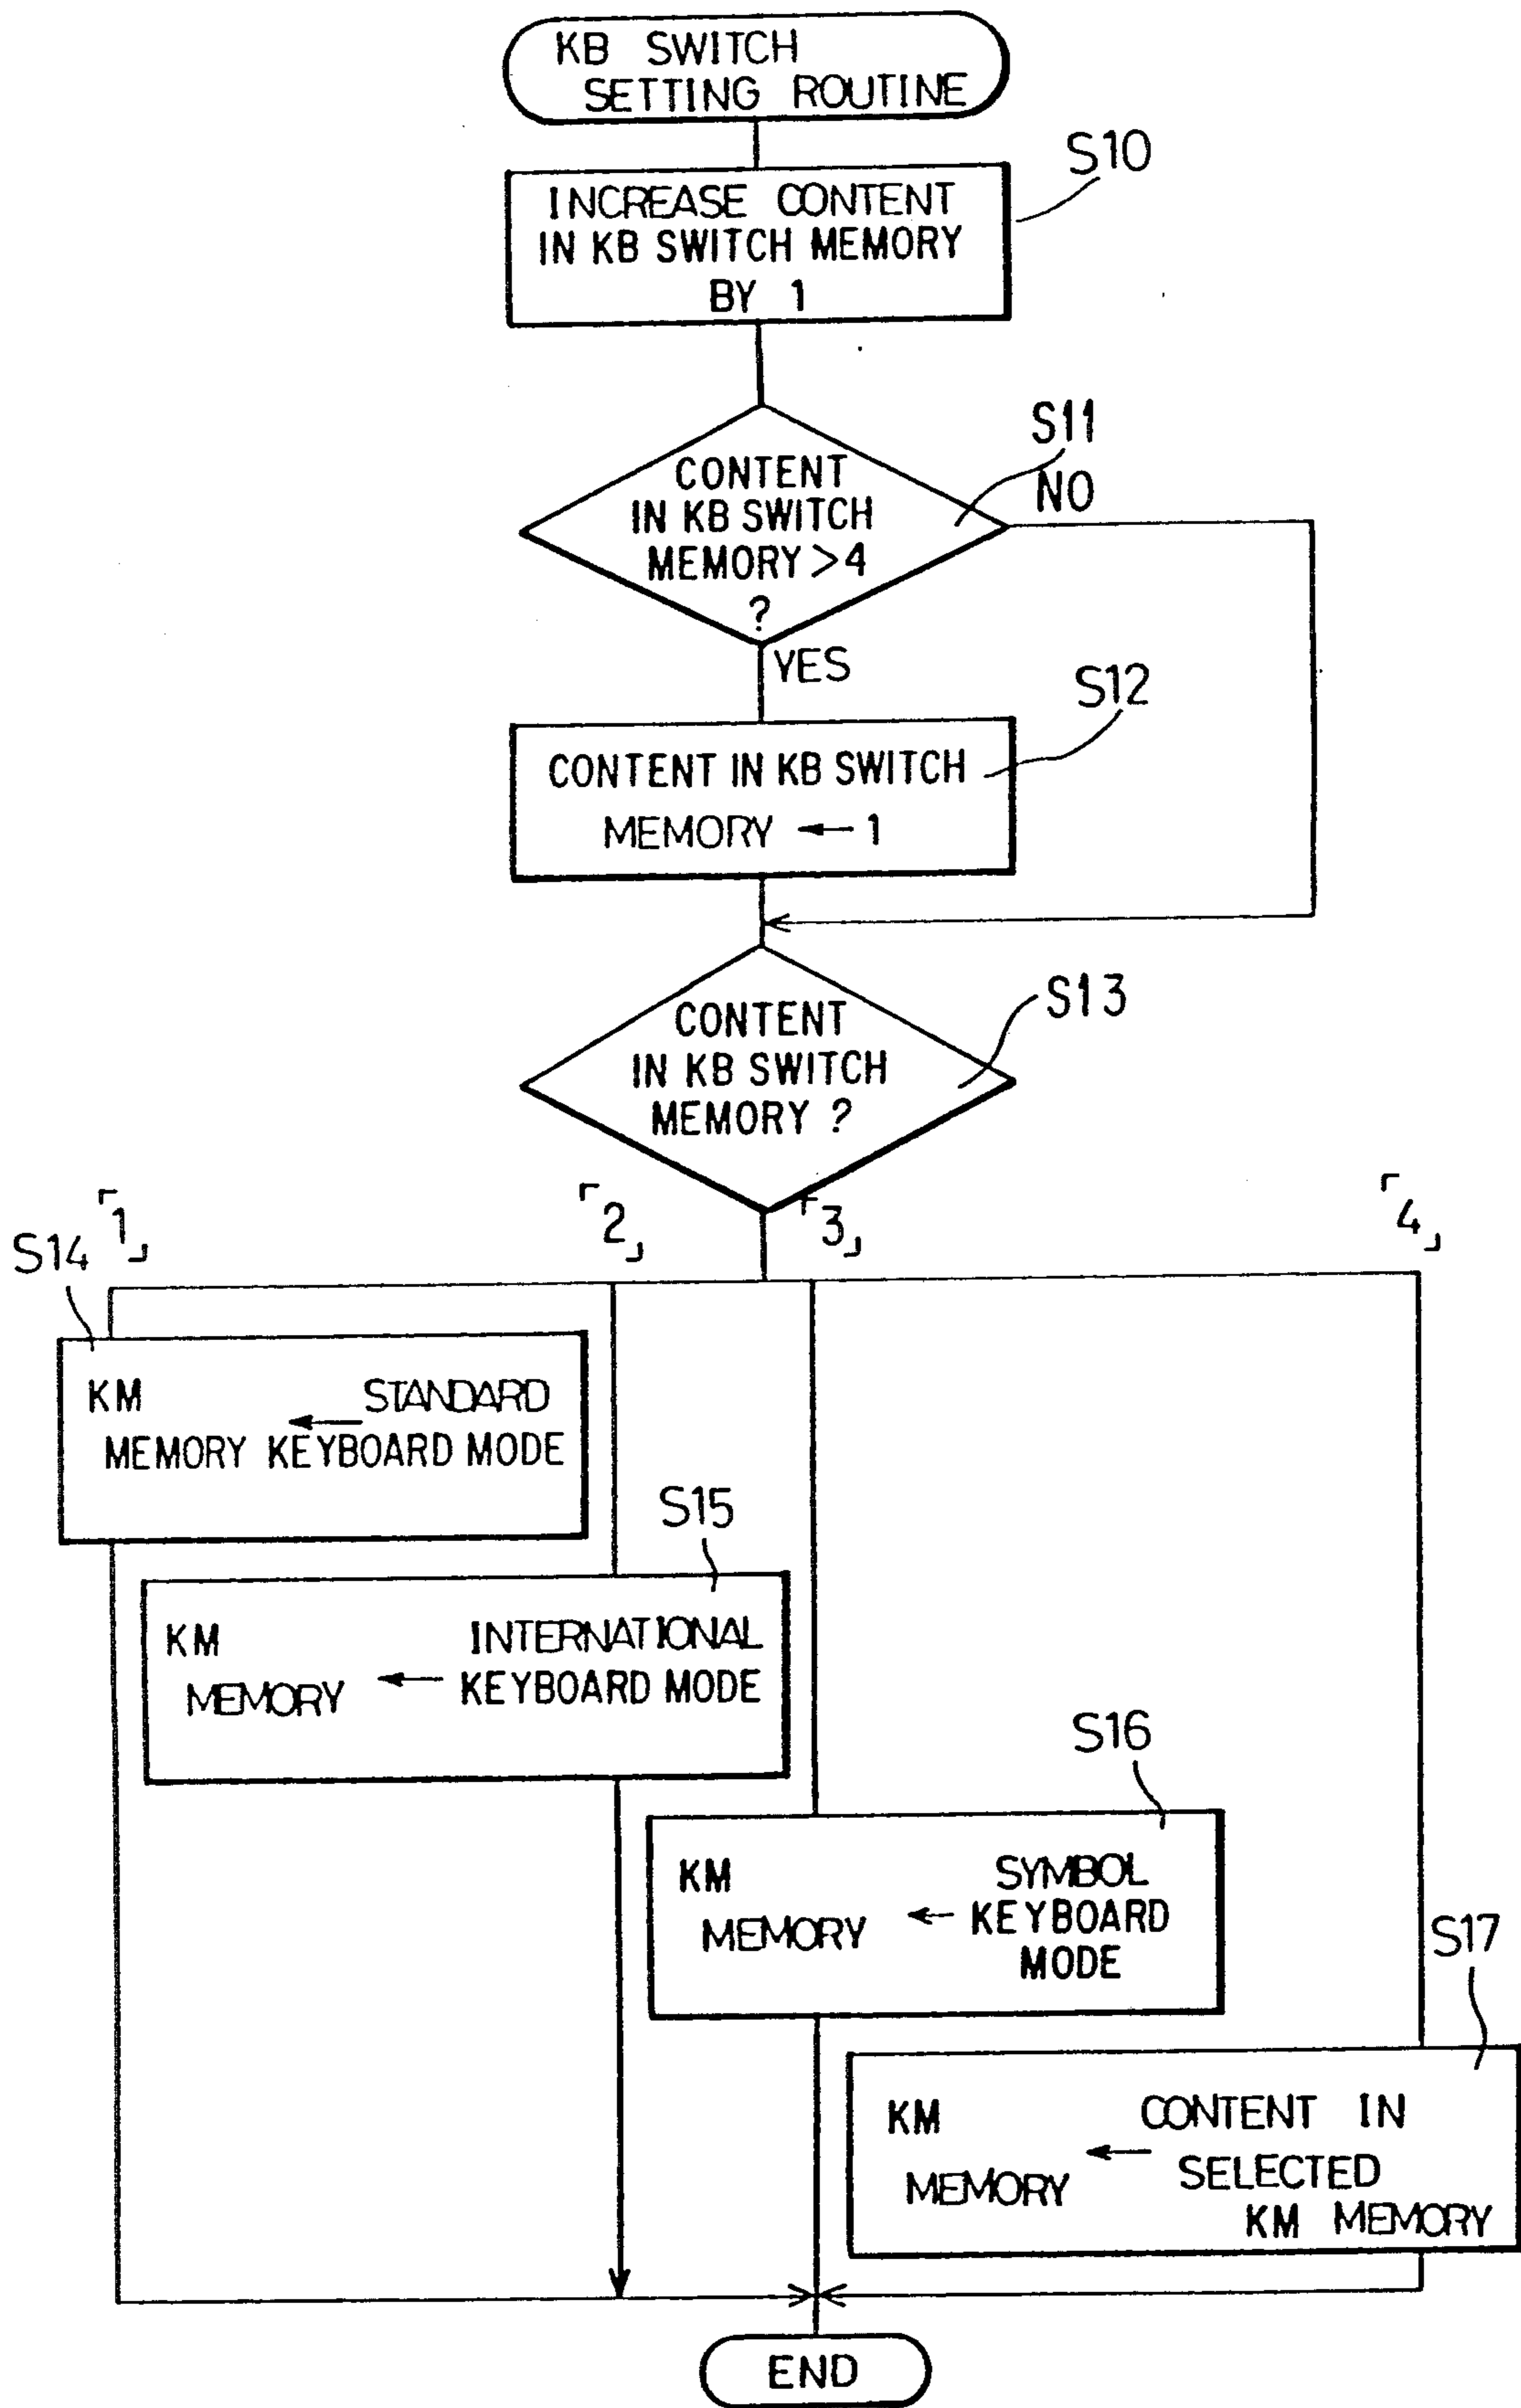 KB SWITCH
SETTING ROUTINE
S10
INCREASE CONTENT
IN KB SWITCH MEMORY
BY 1
S11
NO
CONTENT
IN KB SWITCH
MEMORY >4
?
YES
S12
CONTENT IN KB SWITCH
MEMORY ← 1
S13
CONTENT
IN KB SWITCH
MEMORY ?
「1」 「2」 「3」 「4」
S14
KM ← STANDARD
MEMORY KEYBOARD MODE
S15
KM INTERNATIONAL
MEMORY ← KEYBOARD MODE
S16
KM SYMBOL
MEMORY ← KEYBOARD
MODE
S17
KM CONTENT IN
MEMORY ← SELECTED
KM MEMORY
END